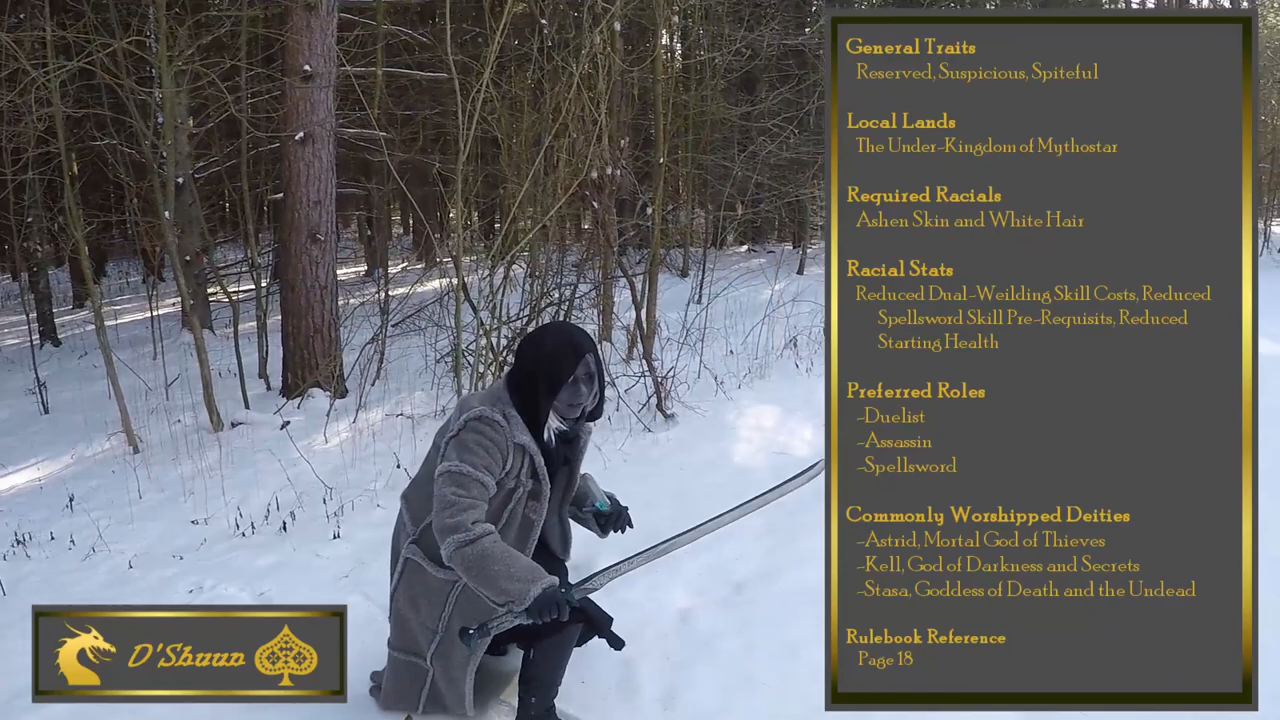 General Traits
Reserved, Suspicious, Spiteful
Local Lands
The Under-Kingdom of Mythostar
Required Racials
Ashen Skin and White Hair
Racial Stats
Reduced Dual-Weilding Skill Costs, Reduced
Spellsword Skill Pre-Requisits, Reduced
Starting Health
Preferred Roles
-Duelist
-Assassin
-Spellsword
Commonly Worshipped Deities
-Astrid, Mortal God of Thieves
-Kell, God of Darkness and Secrets
-Stasa, Goddess of Death and the Undead
Rulebook Reference
Page 18
D'Shuun